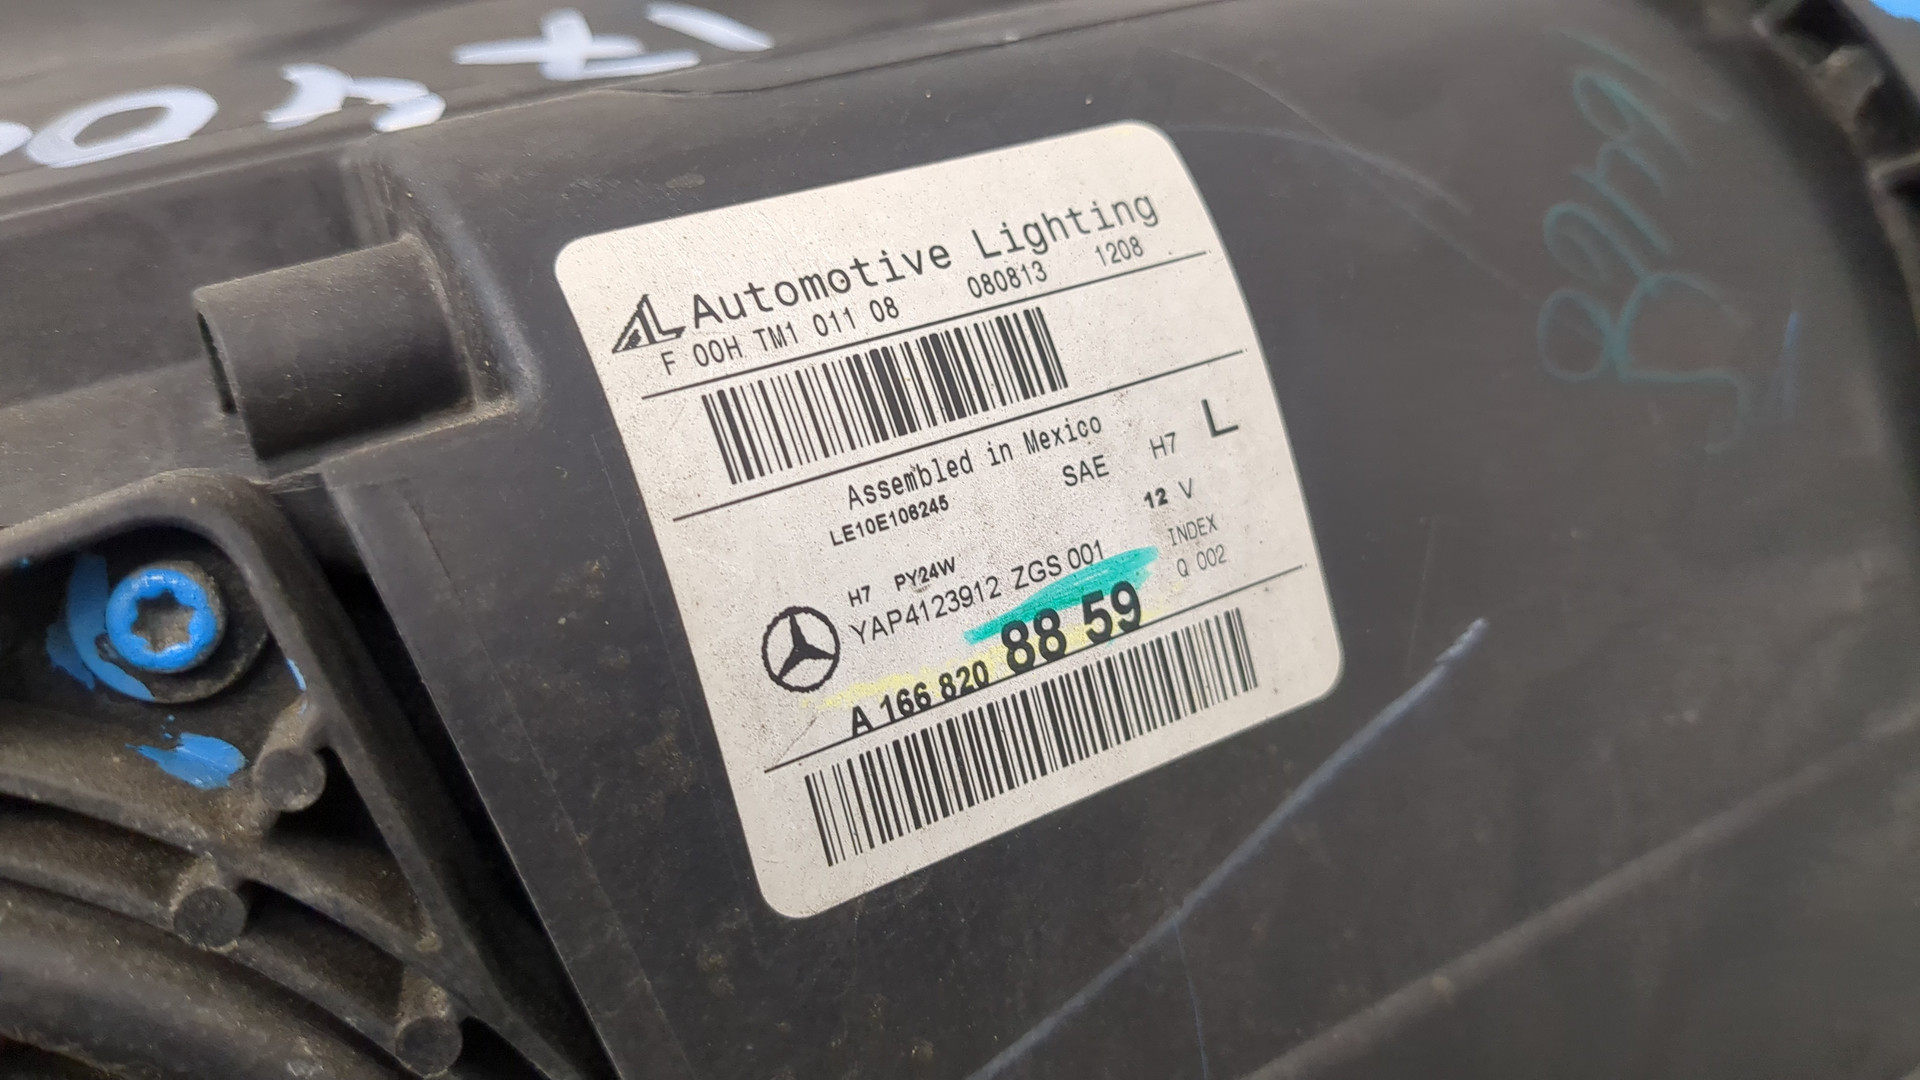 AL Automotive Lighting
F 00H TM1 011 08 080813 1208
Assembled in Mexico
LE10E106245 SAE H7 L
12 V
H7 PY24W
YAP4123912 ZGS 001 INDEX
A 166 820 88 59 Q 002